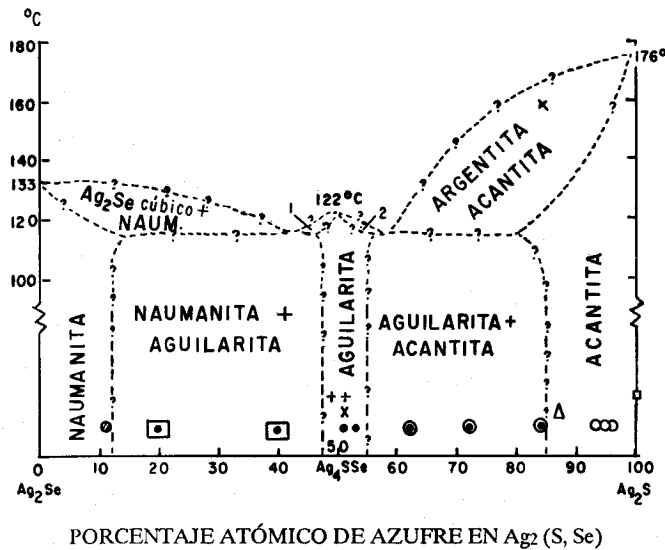 °C
180
160
140
133
120
100
176°
122°C
1
2
Ag₂Se cúbico +
NAUM
ARGENTITA
+
ACANTITA
NAUMANITA
NAUMANITA +
AGUILARITA
AGUILARITA
AGUILARITA +
ACANTITA
ACANTITA
0 10 20 30 40 50 60 70 80 90 100
Ag₂Se Ag₄SSe Ag₂S
PORCENTAJE ATÓMICO DE AZUFRE EN Ag₂ (S, Se)